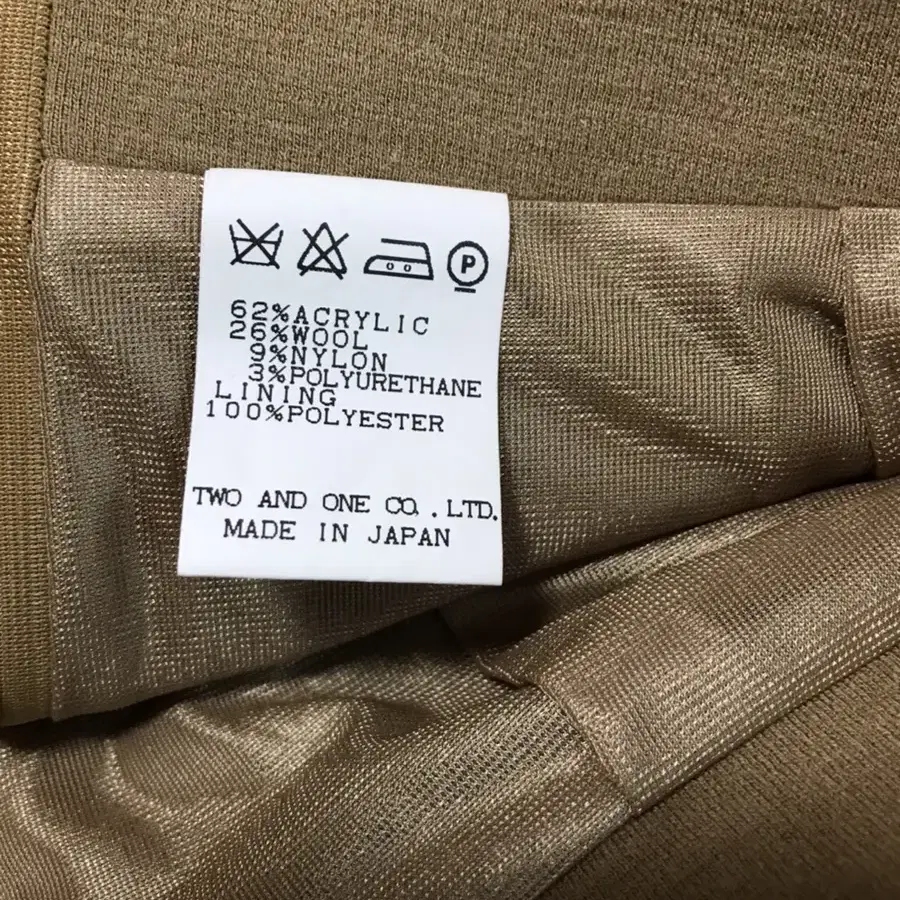 P
62%ACRYLIC
26%WOOL
9%NYLON
3%POLYURETHANE
LINING
100%POLYESTER
TWO AND ONE CO,.LTD.
MADE IN JAPAN